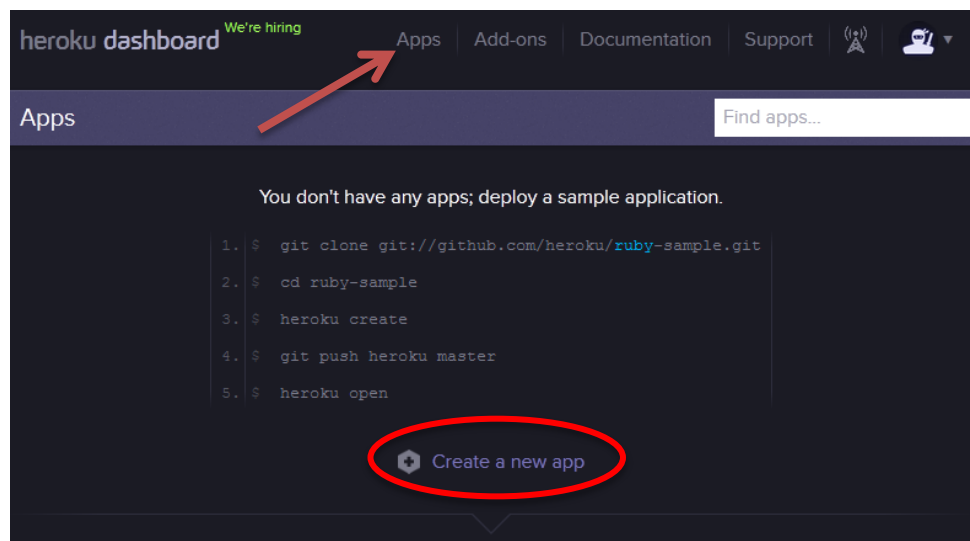 heroku dashboard We're hiring Apps Add-ons Documentation Support
Apps Find apps...
You don't have any apps; deploy a sample application.
1. $ git clone git://github.com/heroku/ruby-sample.git
2. $ cd ruby-sample
3. $ heroku create
4. $ git push heroku master
5. $ heroku open
Create a new app